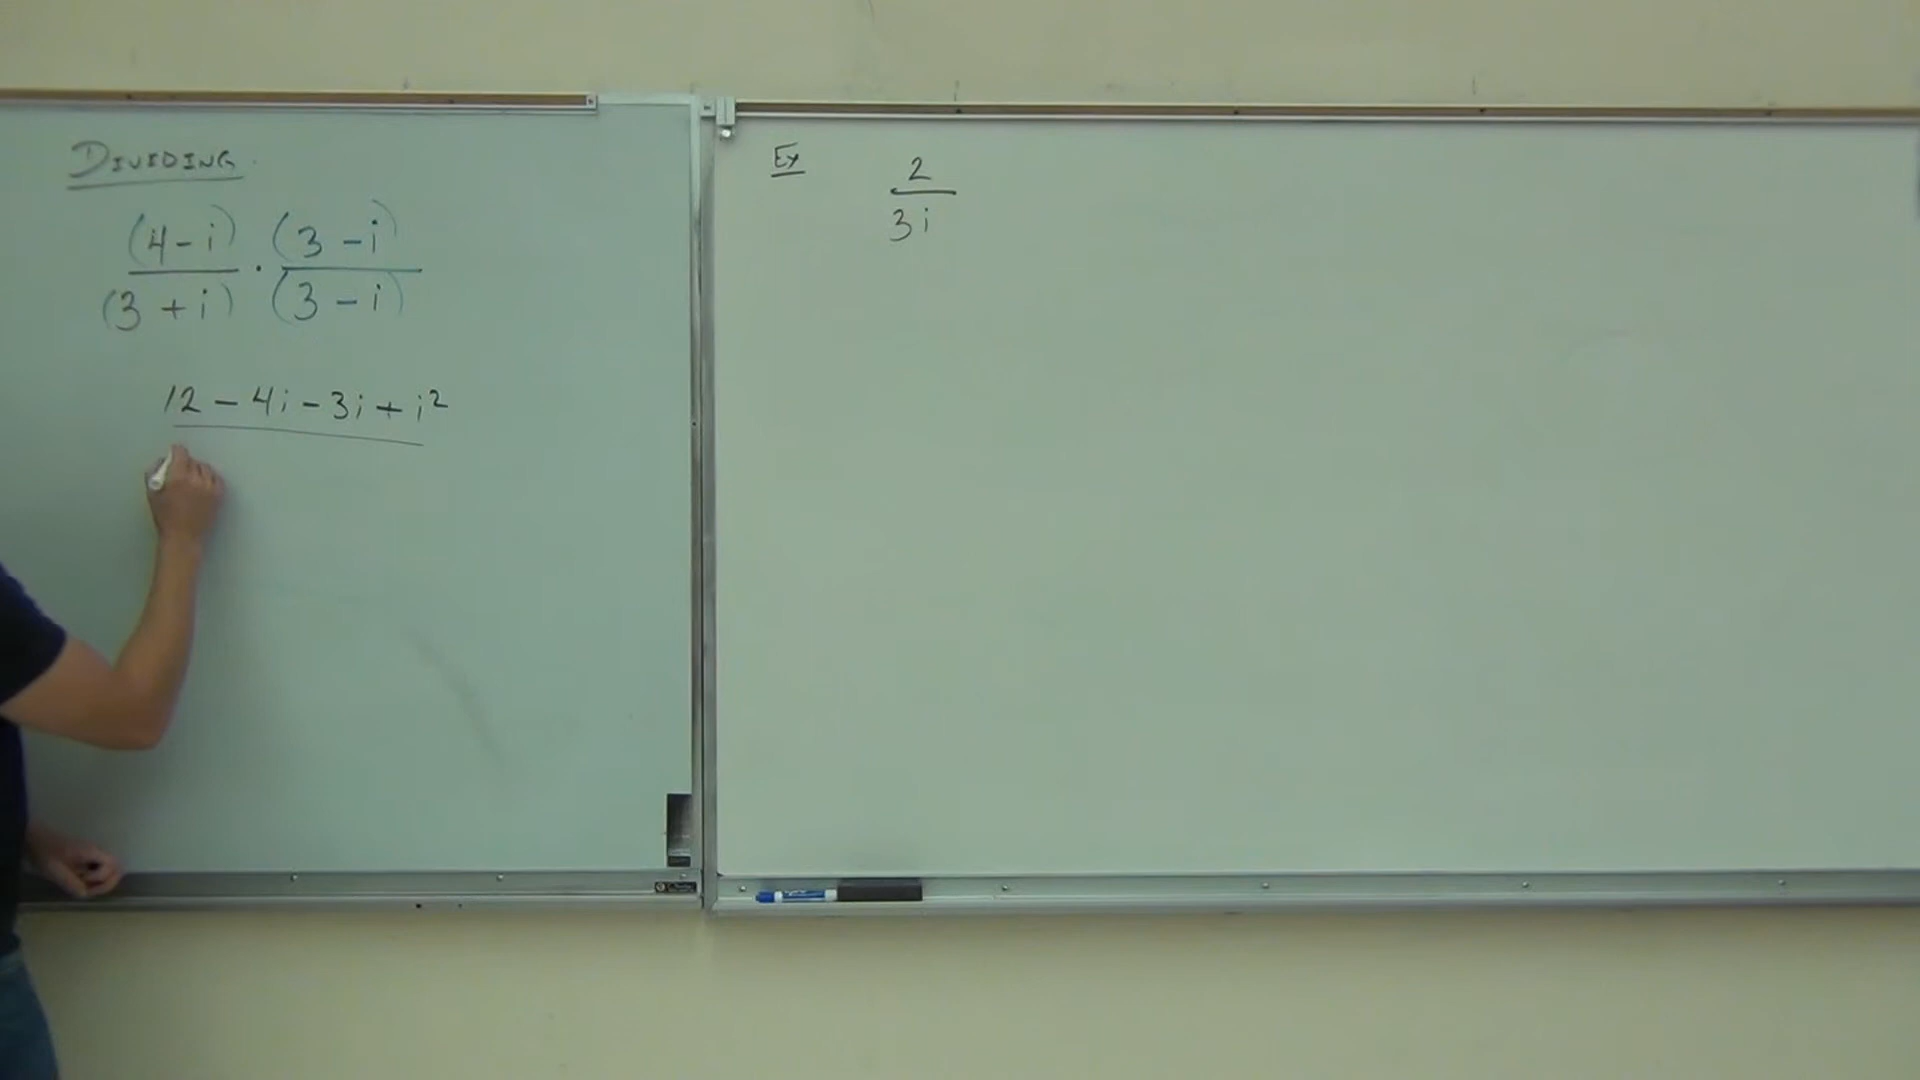 DIVIDING.
(4-i)/(3+i) · (3-i)/(3-i)
12 - 4i - 3i + i²
Ex 2/3i